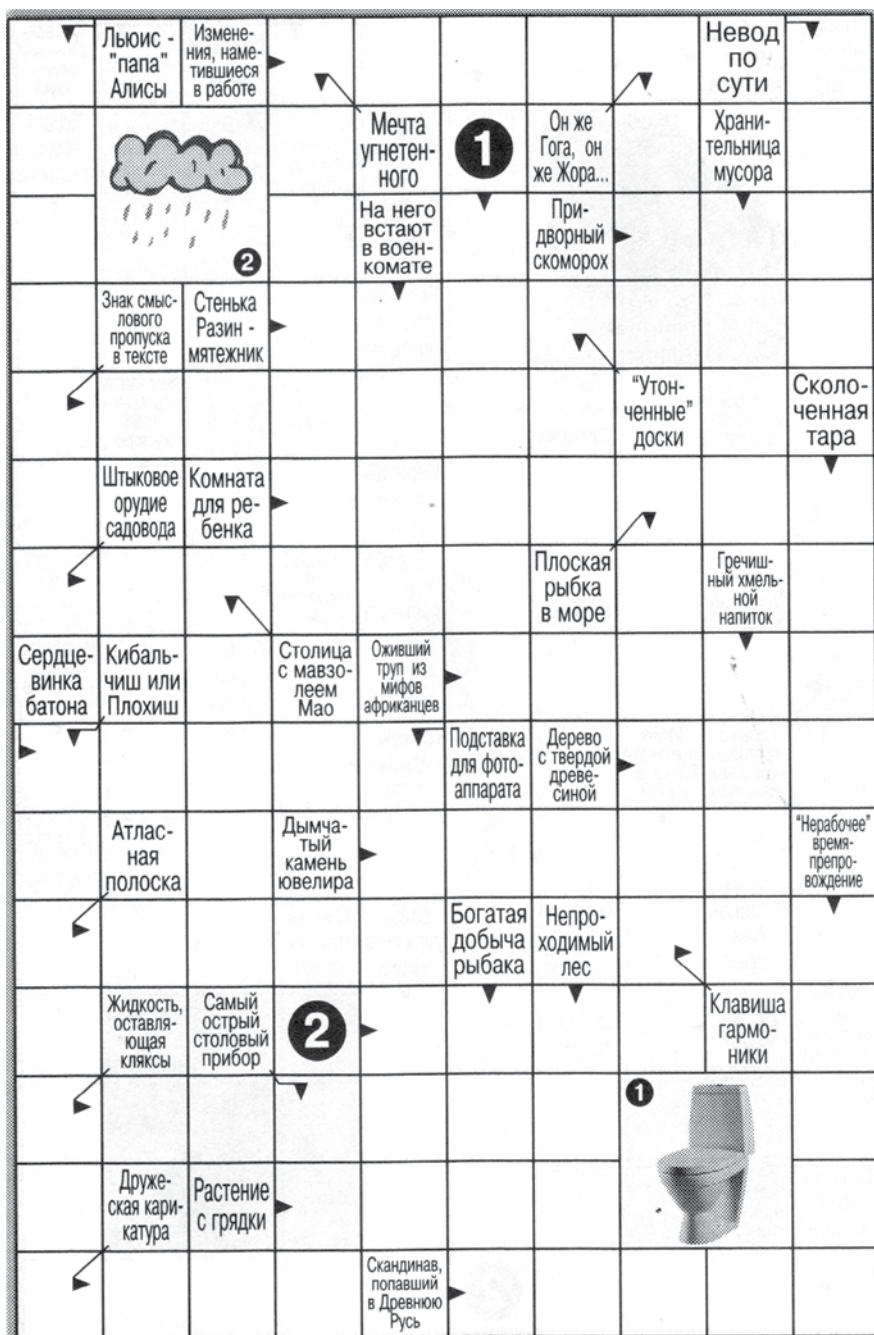 Льюис -
"папа"
Алисы
Измене-
ния, наме-
тившиеся
в работе
Невод
по
сути
Мечта
угнетен-
ного
1
Он же
Гога, он
же Жора...
Храни-
тельница
мусора
2
На него
встают
в воен-
комате
При-
дворный
скоморох
Знак смыс-
лового
пропуска
в тексте
Стенька
Разин -
мятежник
"Утон-
ченные"
доски
Сколо-
ченная
тара
Штыковое
орудие
садовода
Комната
для ре-
бенка
Плоская
рыбка
в море
Гречиш-
ный хмель-
ной
напиток
Сердце-
винка
батона
Кибаль-
чиш или
Плохиш
Столица
с мавзо-
леем
Мао
Оживший
труп из
мифов
африканцев
Подставка
для фото-
аппарата
Дерево
с твердой
древе-
синой
Атлас-
ная
полоска
Дымча-
тый
камень
ювелира
"Нерабочее"
время-
препро-
вождение
Богатая
добыча
рыбака
Непро-
ходимый
лес
Жидкость,
оставля-
ющая
кляксы
Самый
острый
столовый
прибор
2
Клавиша
гармо-
ники
1
Друже-
ская кари-
катура
Растение
с грядки
Скандинав,
попавший
в Древнюю
Русь